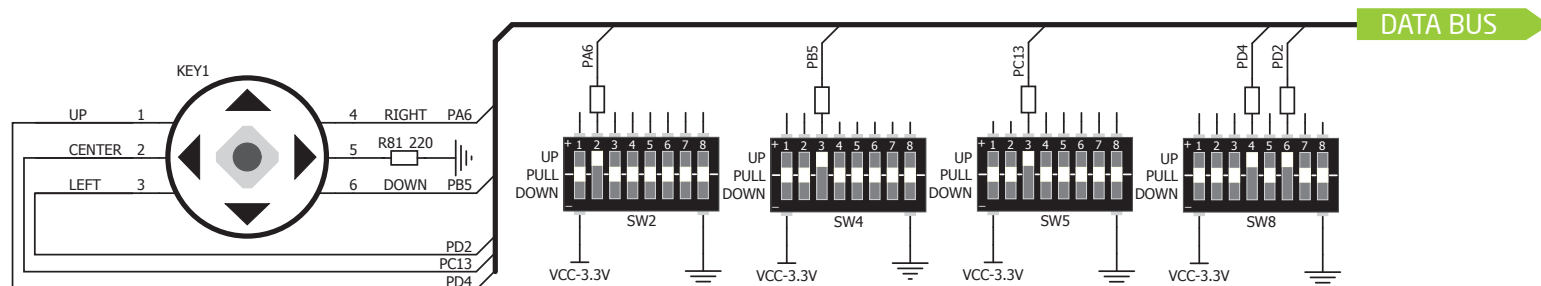 DATA BUS
KEY1
UP 1
CENTER 2
LEFT 3
4 RIGHT PA6
5 R81 220
6 DOWN PB5
PD2
PC13
PD4
PA6
+ 1 2 3 4 5 6 7 8
UP
PULL
DOWN
−
SW2
VCC-3.3V
PB5
+ 1 2 3 4 5 6 7 8
UP
PULL
DOWN
−
SW4
VCC-3.3V
PC13
+ 1 2 3 4 5 6 7 8
UP
PULL
DOWN
−
SW5
VCC-3.3V
PD4
PD2
+ 1 2 3 4 5 6 7 8
UP
PULL
DOWN
−
SW8
VCC-3.3V